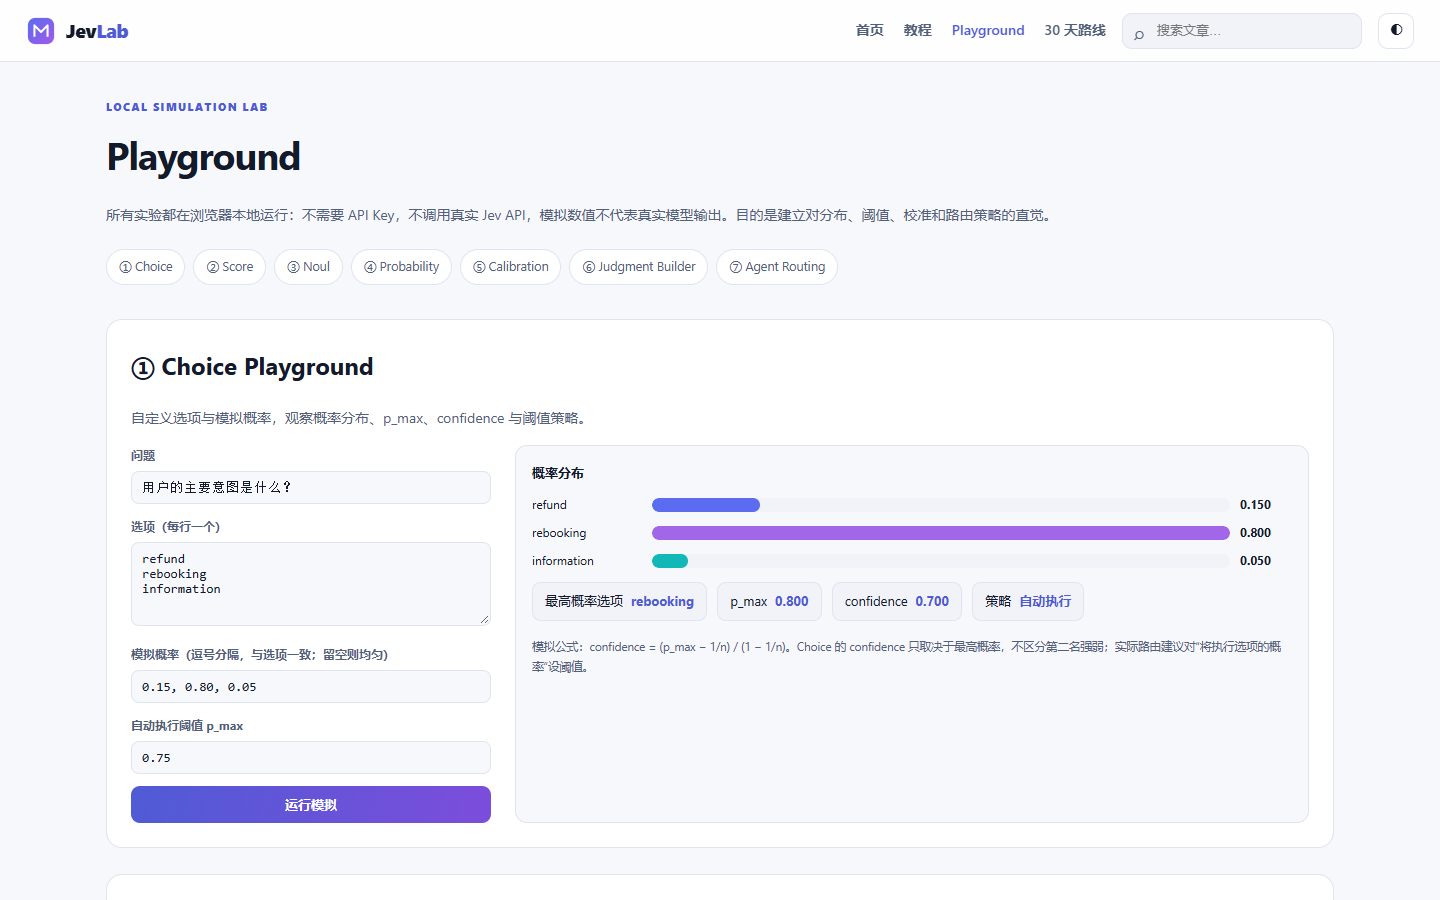 JevLab
首页 教程 Playground 30 天路线 搜索文章...
LOCAL SIMULATION LAB
Playground
所有实验都在浏览器本地运行：不需要 API Key，不调用真实 Jev API，模拟数值不代表真实模型输出。目的是建立对分布、阈值、校准和路由策略的直觉。
① Choice ② Score ③ Noul ④ Probability ⑤ Calibration ⑥ Judgment Builder ⑦ Agent Routing
① Choice Playground
自定义选项与模拟概率，观察概率分布、p_max、confidence 与阈值策略。
问题
用户的主要意图是什么？
选项（每行一个）
refund
rebooking
information
模拟概率（逗号分隔，与选项一致；留空则均匀）
0.15, 0.80, 0.05
自动执行阈值 p_max
0.75
运行模拟
概率分布
refund 0.150
rebooking 0.800
information 0.050
最高概率选项 rebooking p_max 0.800 confidence 0.700 策略 自动执行
模拟公式：confidence = (p_max − 1/n) / (1 − 1/n)。Choice 的 confidence 只取决于最高概率，不区分第二名强弱；实际路由建议对“将执行选项的概
率”设阈值。